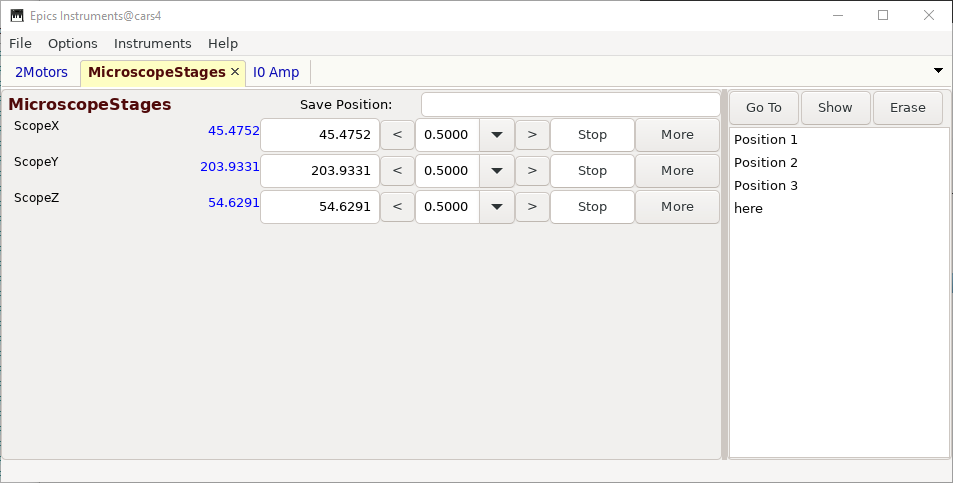 Epics Instruments@cars4
File Options Instruments Help
2Motors MicroscopeStages × I0 Amp
MicroscopeStages Save Position: Go To Show Erase
ScopeX 45.4752 45.4752 < 0.5000 > Stop More
ScopeY 203.9331 203.9331 < 0.5000 > Stop More
ScopeZ 54.6291 54.6291 < 0.5000 > Stop More
Position 1
Position 2
Position 3
here